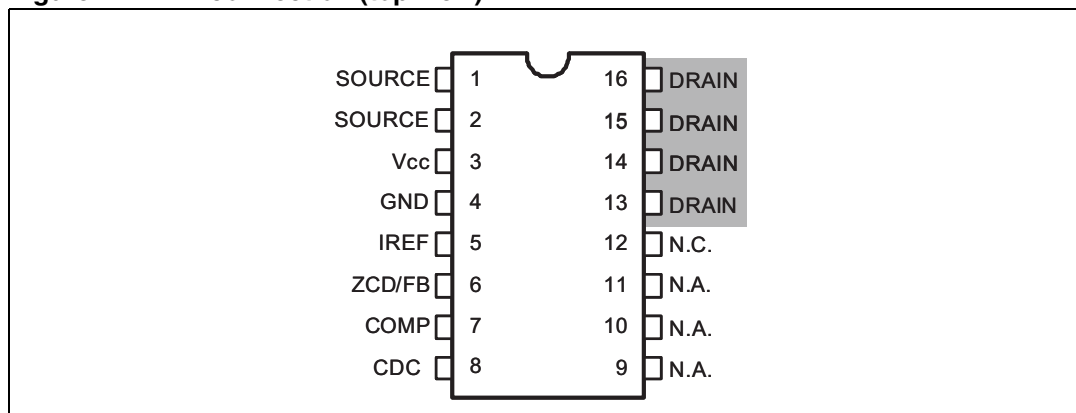 SOURCE 1 16 DRAIN
SOURCE 2 15 DRAIN
Vcc 3 14 DRAIN
GND 4 13 DRAIN
IREF 5 12 N.C.
ZCD/FB 6 11 N.A.
COMP 7 10 N.A.
CDC 8 9 N.A.